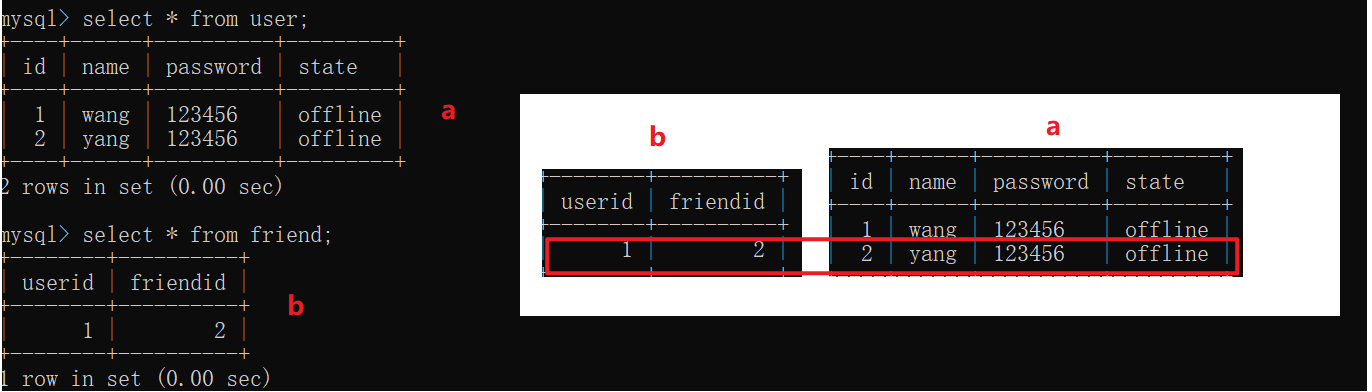 mysql> select * from user;
+----+------+----------+---------+
| id | name | password | state   |
+----+------+----------+---------+
|  1 | wang | 123456   | offline |
|  2 | yang | 123456   | offline |
+----+------+----------+---------+
2 rows in set (0.00 sec)
a
mysql> select * from friend;
+--------+----------+
| userid | friendid |
+--------+----------+
|      1 |        2 |
+--------+----------+
1 row in set (0.00 sec)
b
b
+--------+----------+
| userid | friendid |
+--------+----------+
|      1 |        2 |
a
+----+------+----------+---------+
| id | name | password | state   |
+----+------+----------+---------+
|  1 | wang | 123456   | offline |
|  2 | yang | 123456   | offline |